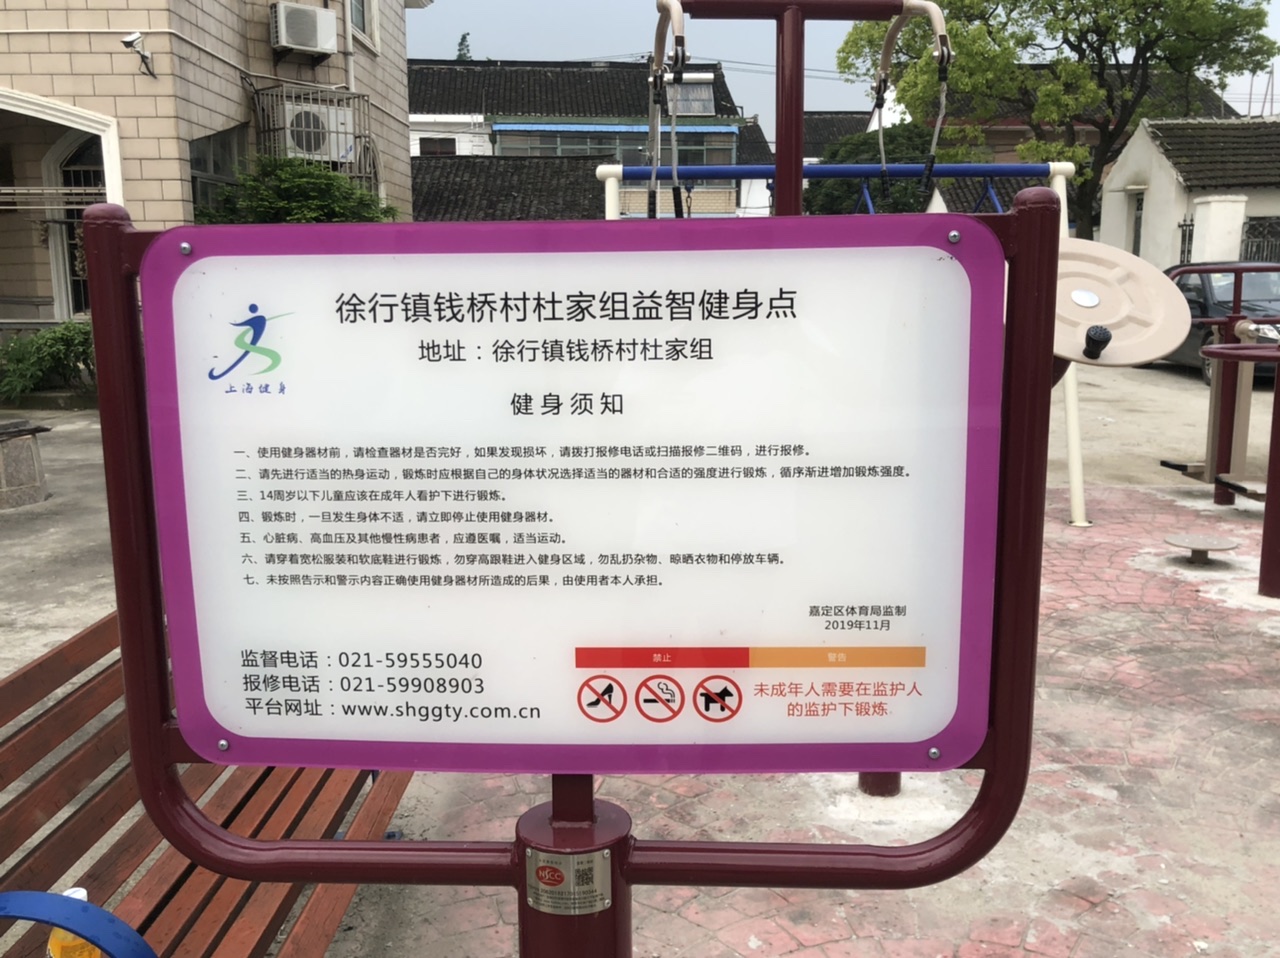 徐行镇钱桥村杜家组益智健身点
地址：徐行镇钱桥村杜家组
上海健身
健身须知
一、使用健身器材前，请检查器材是否完好，如果发现损坏，请拨打报修电话或扫描报修二维码，进行报修。
二、请先进行适当的热身运动，锻炼时应根据自己的身体状况选择适当的器材和合适的强度进行锻炼，循序渐进增加锻炼强度。
三、14周岁以下儿童应该在成年人看护下进行锻炼。
四、锻炼时，一旦发生身体不适，请立即停止使用健身器材。
五、心脏病、高血压及其他慢性病患者，应遵医嘱，适当运动。
六、请穿着宽松服装和软底鞋进行锻炼，勿穿高跟鞋进入健身区域，勿乱扔杂物、晾晒衣物和停放车辆。
七、未按照告示和警示内容正确使用健身器材所造成的后果，由使用者本人承担。
嘉定区体育局监制
2019年11月
监督电话：021-59555040
报修电话：021-59908903
平台网址：www.shggty.com.cn
禁止
警告
未成年人需要在监护人
的监护下锻炼.
NSCC